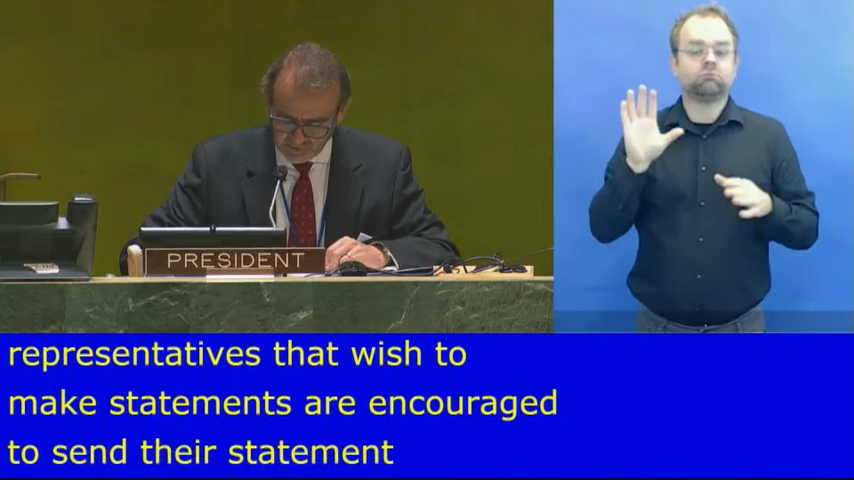 PRESIDENT
representatives that wish to
make statements are encouraged
to send their statement